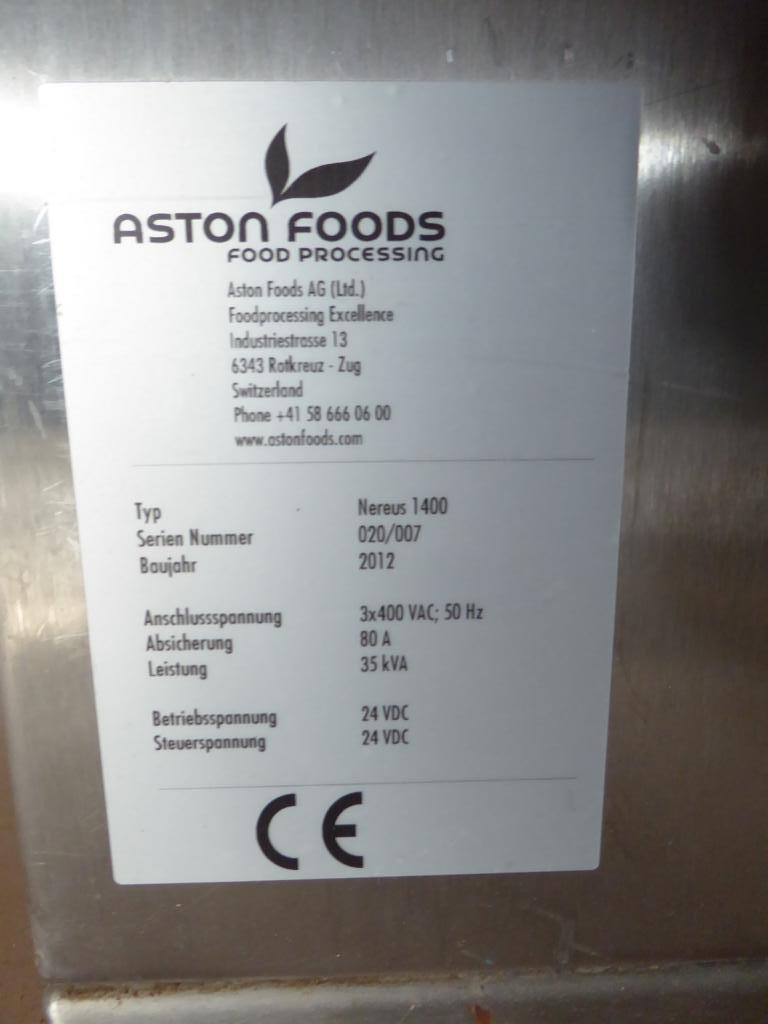 ASTON FOODS
FOOD PROCESSING
Aston Foods AG (Ltd.)
Foodprocessing Excellence
Industriestrasse 13
6343 Rotkreuz - Zug
Switzerland
Phone +41 58 666 06 00
www.astonfoods.com
Typ Nereus 1400
Serien Nummer 020/007
Baujahr 2012
Anschlussspannung 3x400 VAC; 50 Hz
Absicherung 80 A
Leistung 35 kVA
Betriebsspannung 24 VDC
Steuerspannung 24 VDC
CE